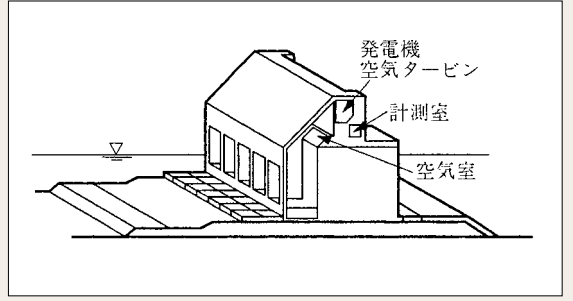 発電機
空気タービン
計測室
空気室